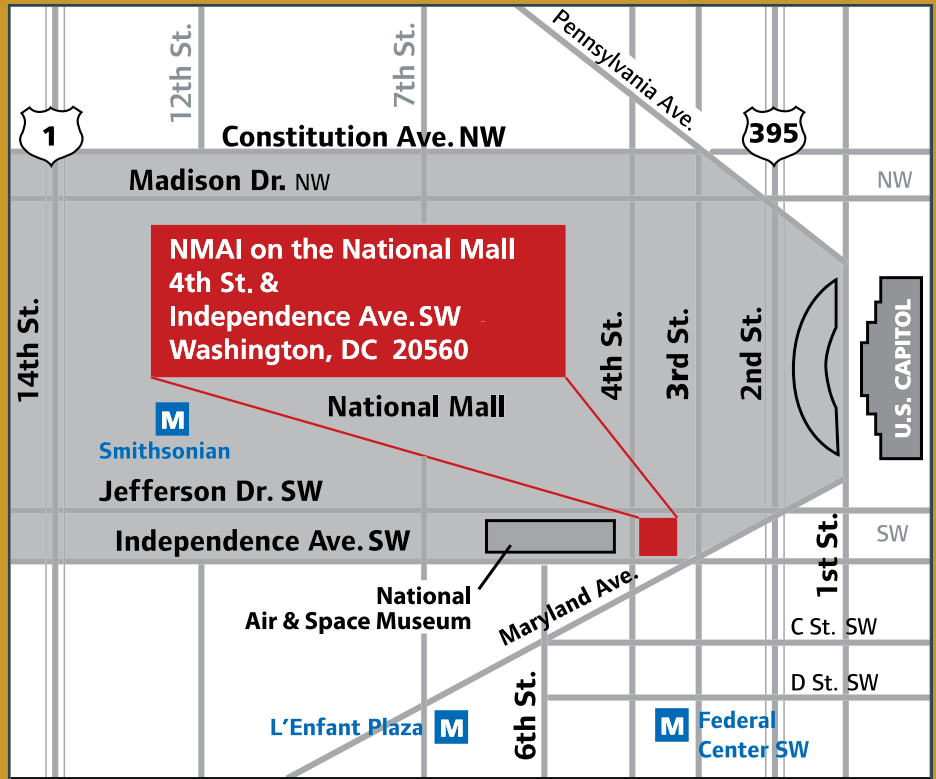 Pennsylvania Ave.
12th St.
7th St.
1
395
Constitution Ave. NW
Madison Dr. NW
NW
NMAI on the National Mall
4th St. &
Independence Ave. SW
Washington, DC 20560
14th St.
4th St.
3rd St.
2nd St.
U.S. CAPITOL
National Mall
M
Smithsonian
Jefferson Dr. SW
Independence Ave. SW
SW
1st St.
National
Air & Space Museum
Maryland Ave.
C St. SW
D St. SW
6th St.
L’Enfant Plaza M
M Federal
Center SW